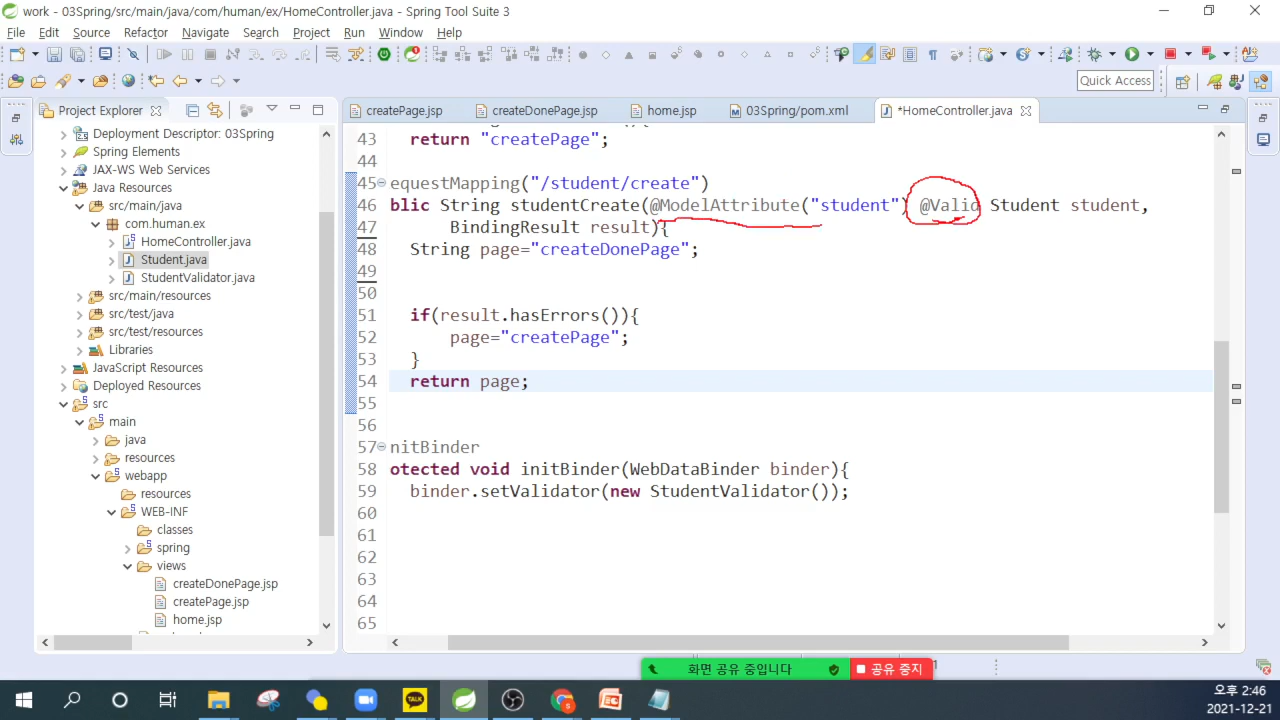 work - 03Spring/src/main/java/com/human/ex/HomeController.java - Spring Tool Suite 3
File Edit Source Refactor Navigate Search Project Run Window Help
Quick Access
Project Explorer
createPage.jsp createDonePage.jsp home.jsp 03Spring/pom.xml *HomeController.java
Deployment Descriptor: 03Spring
Spring Elements
JAX-WS Web Services
Java Resources
src/main/java
com.human.ex
HomeController.java
Student.java
StudentValidator.java
src/main/resources
src/test/java
src/test/resources
Libraries
JavaScript Resources
Deployed Resources
src
main
java
resources
webapp
resources
WEB-INF
classes
spring
views
createDonePage.jsp
createPage.jsp
home.jsp
43 return "createPage";
44
45 equestMapping("/student/create")
46 blic String studentCreate(@ModelAttribute("student") @Valid Student student,
47 BindingResult result){
48 String page="createDonePage";
49
50
51 if(result.hasErrors()){
52 page="createPage";
53 }
54 return page;
55
56
57 nitBinder
58 otected void initBinder(WebDataBinder binder){
59 binder.setValidator(new StudentValidator());
60
61
62
63
64
65
화면 공유 중입니다 공유 중지
TALK
오후 2:46
2021-12-21